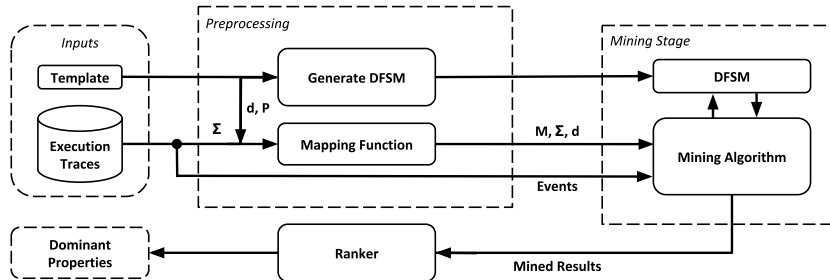 Inputs
Preprocessing
Mining Stage
Template
Generate DFSM
DFSM
d, P
Σ
Execution
Traces
Mapping Function
M, Σ, d
Mining Algorithm
Events
Dominant
Properties
Ranker
Mined Results